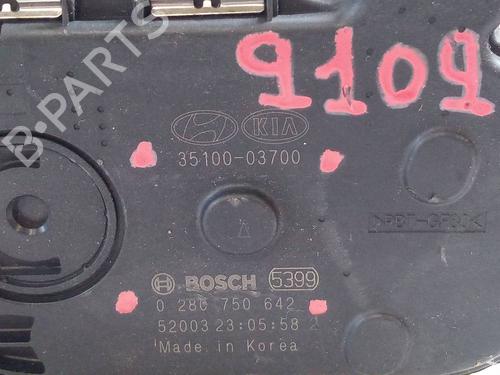 B-PARTS
9109
KIA
35100-03700
>PBT-GF30<
BOSCH 5399
0 280 750 642
52003 23:05:58 2
Made in Korea